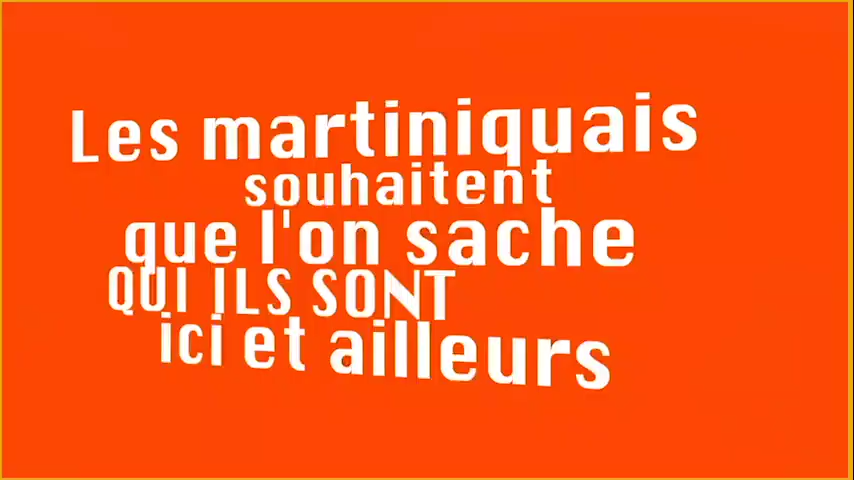 Les martiniquais
souhaitent
que l'on sache
QUI ILS SONT
ici et ailleurs